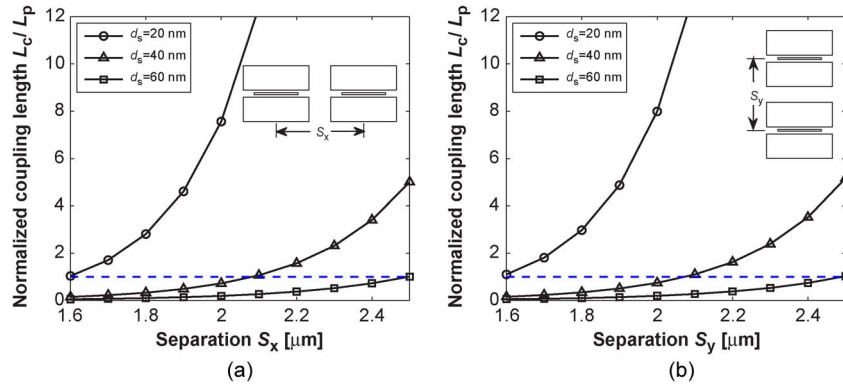 Normalized coupling length Lc/ Lp
12
10
8
6
4
2
0
ds=20 nm
ds=40 nm
ds=60 nm
Sx
1.6 1.8 2 2.2 2.4
Separation Sx [μm]
(a)
Normalized coupling length Lc/ Lp
12
10
8
6
4
2
0
ds=20 nm
ds=40 nm
ds=60 nm
Sy
1.6 1.8 2 2.2 2.4
Separation Sy [μm]
(b)